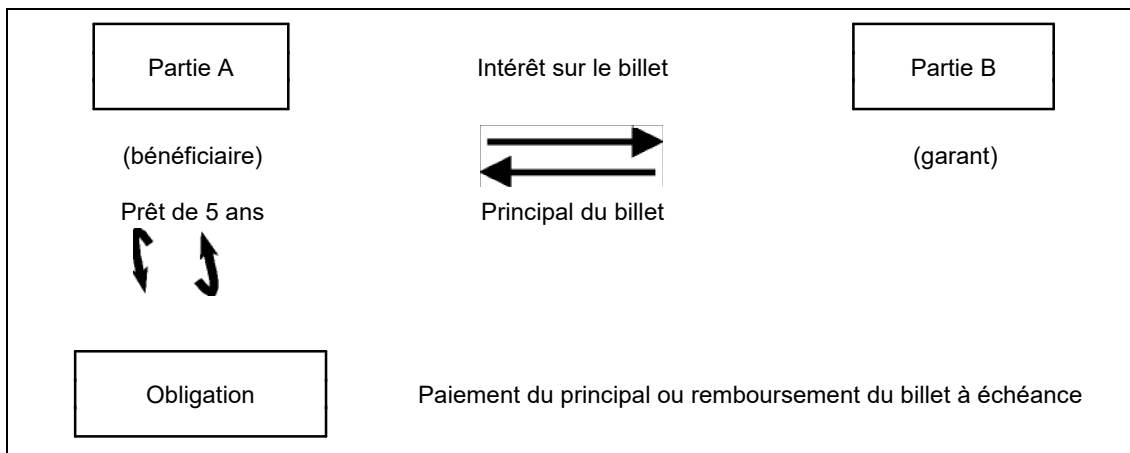 Partie A Intérêt sur le billet Partie B
(bénéficiaire) (garant)
Prêt de 5 ans Principal du billet
Obligation Paiement du principal ou remboursement du billet à échéance